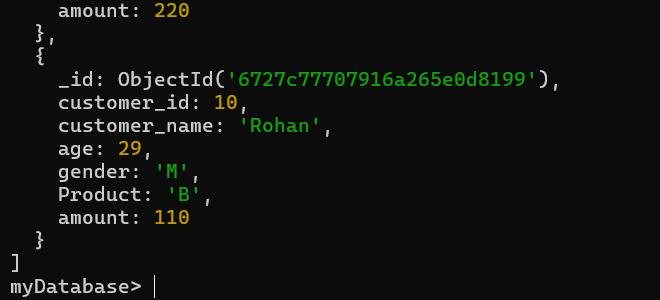 amount: 220
  },
  {
    _id: ObjectId('6727c77707916a265e0d8199'),
    customer_id: 10,
    customer_name: 'Rohan',
    age: 29,
    gender: 'M',
    Product: 'B',
    amount: 110
  }
]
myDatabase>